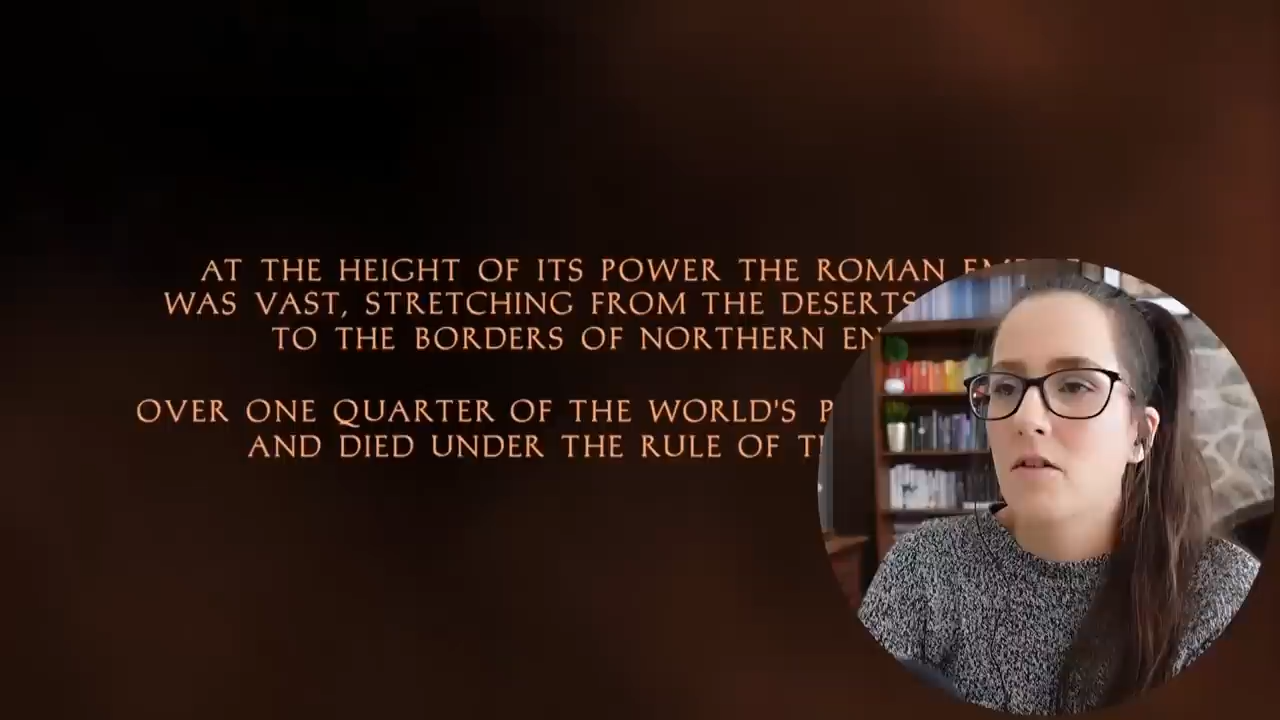 AT THE HEIGHT OF ITS POWER THE ROMAN
WAS VAST, STRETCHING FROM THE DESERTS
TO THE BORDERS OF NORTHERN
OVER ONE QUARTER OF THE WORLD'S
AND DIED UNDER THE RULE OF